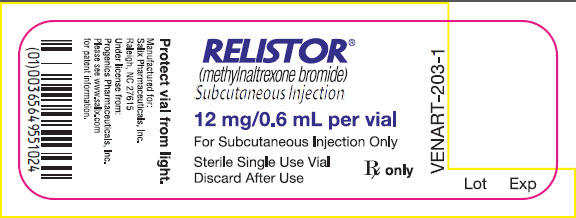 (01)00365649551024
Protect vial from light.
Manufactured for:
Salix Pharmaceuticals, Inc.
Raleigh, NC 27615
Under license from:
Progenics Pharmaceuticals, Inc.
Please see www.salix.com
for patent information.
RELISTOR®
(methylnaltrexone bromide)
Subcutaneous Injection
12 mg/0.6 mL per vial
For Subcutaneous Injection Only
Sterile Single Use Vial
Discard After Use
Rx only
VENART-203-1
Lot Exp